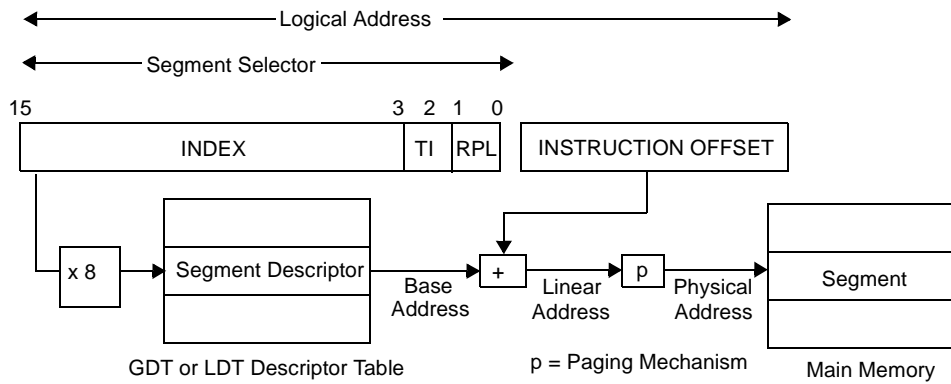 Logical Address
Segment Selector
15 3 2 1 0
INDEX TI RPL INSTRUCTION OFFSET
x 8 Segment Descriptor + p Segment
Base
Address
Linear
Address
Physical
Address
GDT or LDT Descriptor Table
p = Paging Mechanism
Main Memory